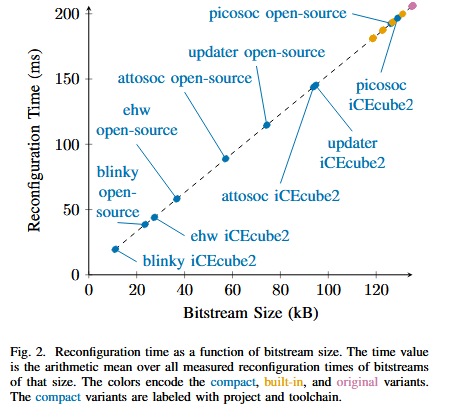 200
150
100
50
0
Reconfiguration Time (ms)
picosoc open-source
updater open-source
attosoc open-source
ehw
open-source
blinky
open-
source
picosoc
iCEcube2
updater
iCEcube2
attosoc iCEcube2
ehw iCEcube2
blinky iCEcube2
0 20 40 60 80 100 120
Bitstream Size (kB)
Fig. 2. Reconfiguration time as a function of bitstream size. The time value
is the arithmetic mean over all measured reconfiguration times of bitstreams
of that size. The colors encode the compact, built-in, and original variants.
The compact variants are labeled with project and toolchain.